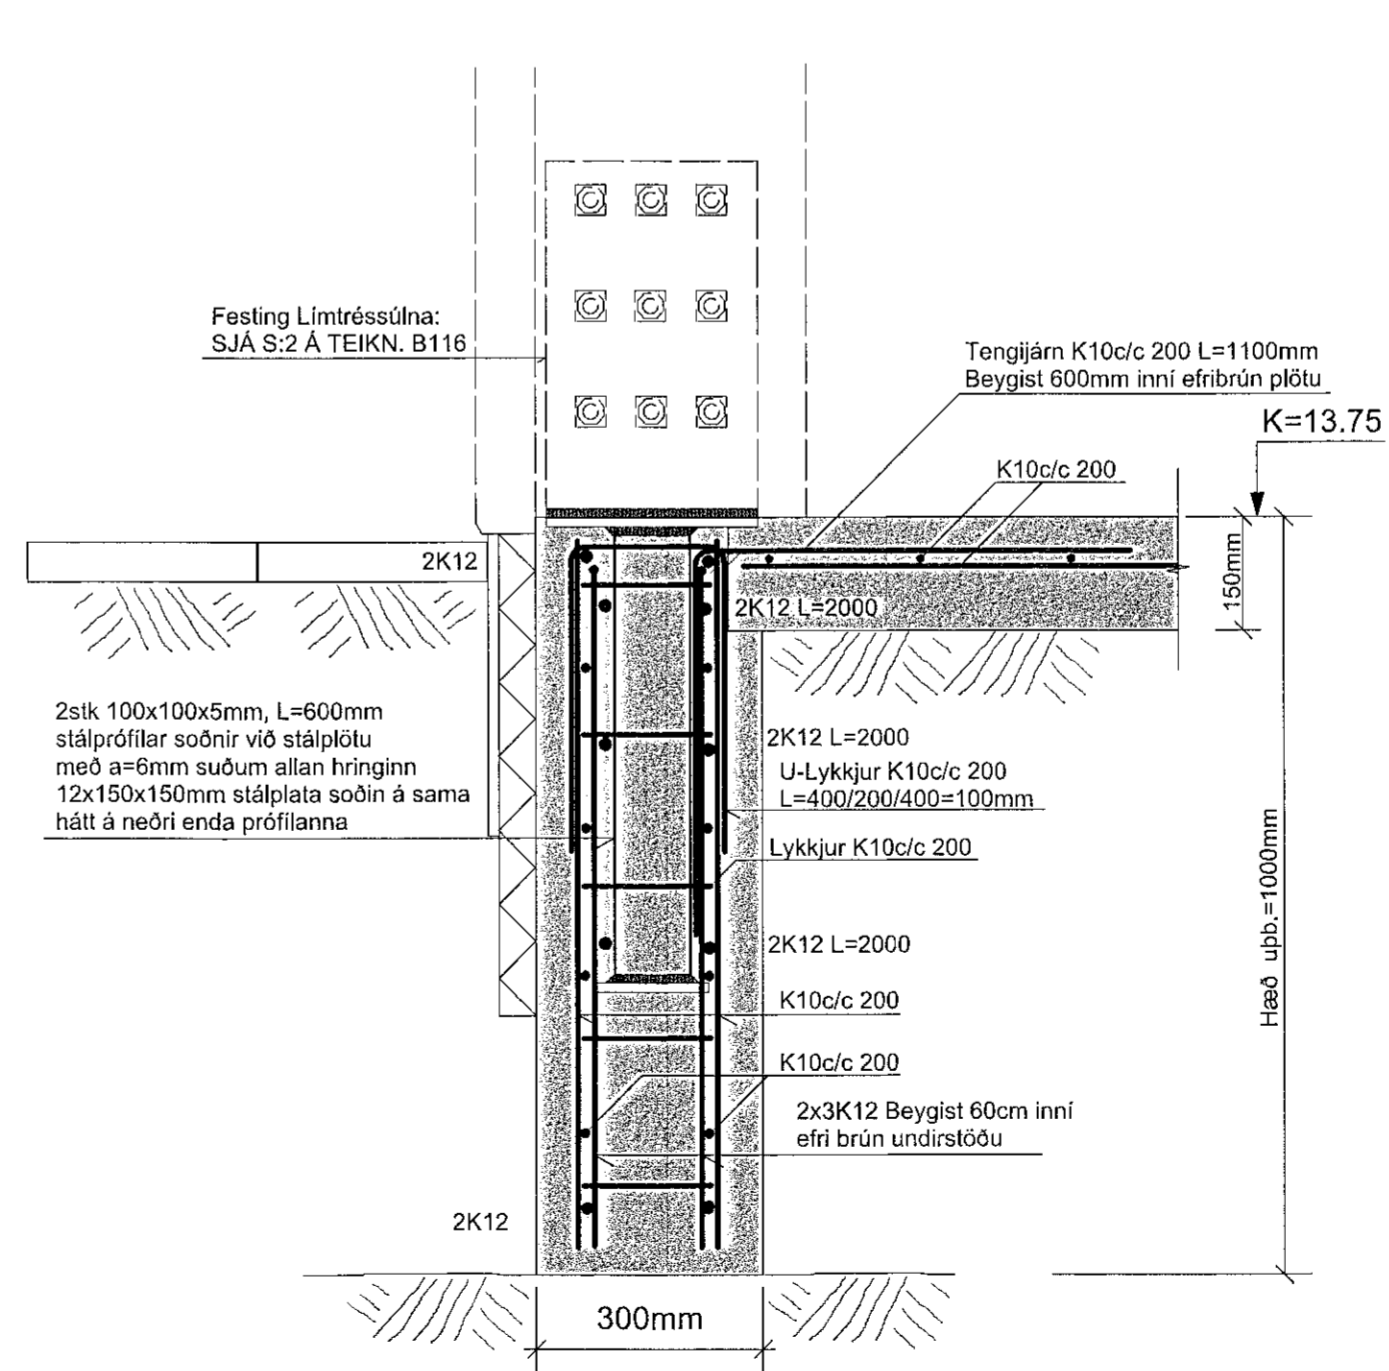 Festing Límtréssúlna:
SJÁ S:2 Á TEIKN. B116
Tengijárn K10c/c 200 L=1100mm
Beygist 600mm inní efribrún plötu
K=13.75
K10c/c 200
2K12
150mm
2K12 L=2000
2stk 100x100x5mm, L=600mm
stálprófílar soðnir við stálplötu
með a=6mm suðum allan hringinn
12x150x150mm stálplata soðin á sama
hátt á neðri enda prófílanna
2K12 L=2000
U-Lykkjur K10c/c 200
L=400/200/400=100mm
Lykkjur K10c/c 200
Hæð upb.=1000mm
2K12 L=2000
K10c/c 200
K10c/c 200
2x3K12 Beygist 60cm inní
efri brún undirstöðu
2K12
300mm